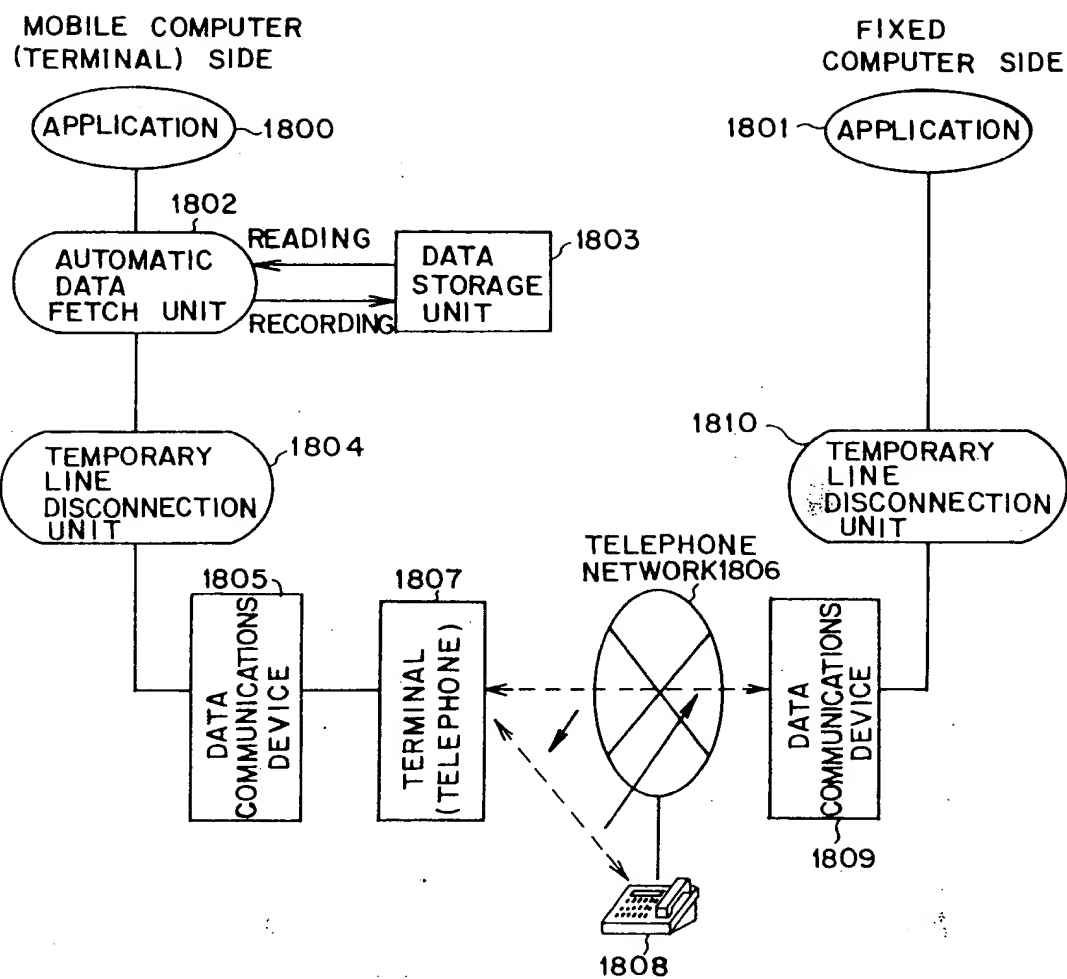 MOBILE COMPUTER
(TERMINAL) SIDE
FIXED
COMPUTER SIDE
APPLICATION
1800
1801
APPLICATION
1802
AUTOMATIC
DATA
FETCH UNIT
READING
RECORDING
DATA
STORAGE
UNIT
1803
TEMPORARY
LINE
DISCONNECTION
UNIT
1804
1810
TEMPORARY
LINE
DISCONNECTION
UNIT
1805
DATA
COMMUNICATIONS
DEVICE
1807
TERMINAL
(TELEPHONE)
TELEPHONE
NETWORK1806
DATA
COMMUNICATIONS
DEVICE
1809
1808